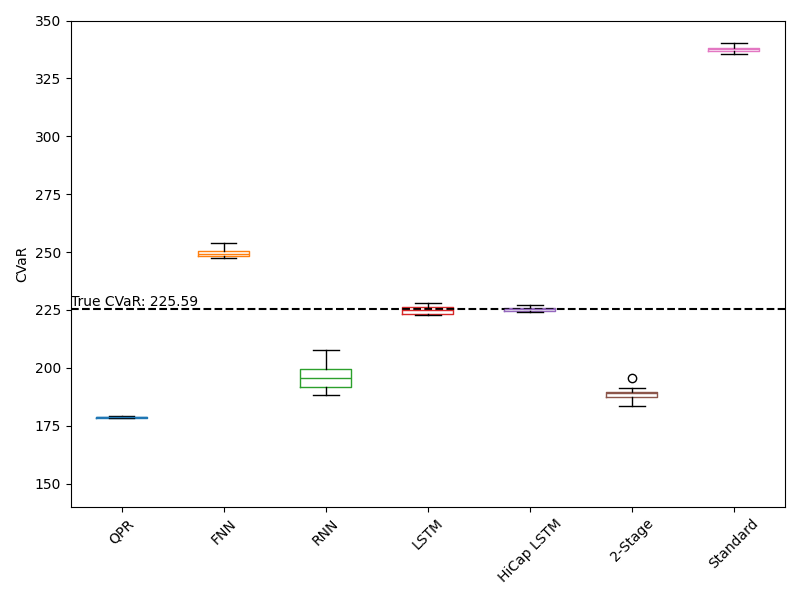 350
325
300
275
250
225
200
175
150
CVaR
True CVaR: 225.59
QPR
FNN
RNN
LSTM
HiCap LSTM
2-Stage
Standard